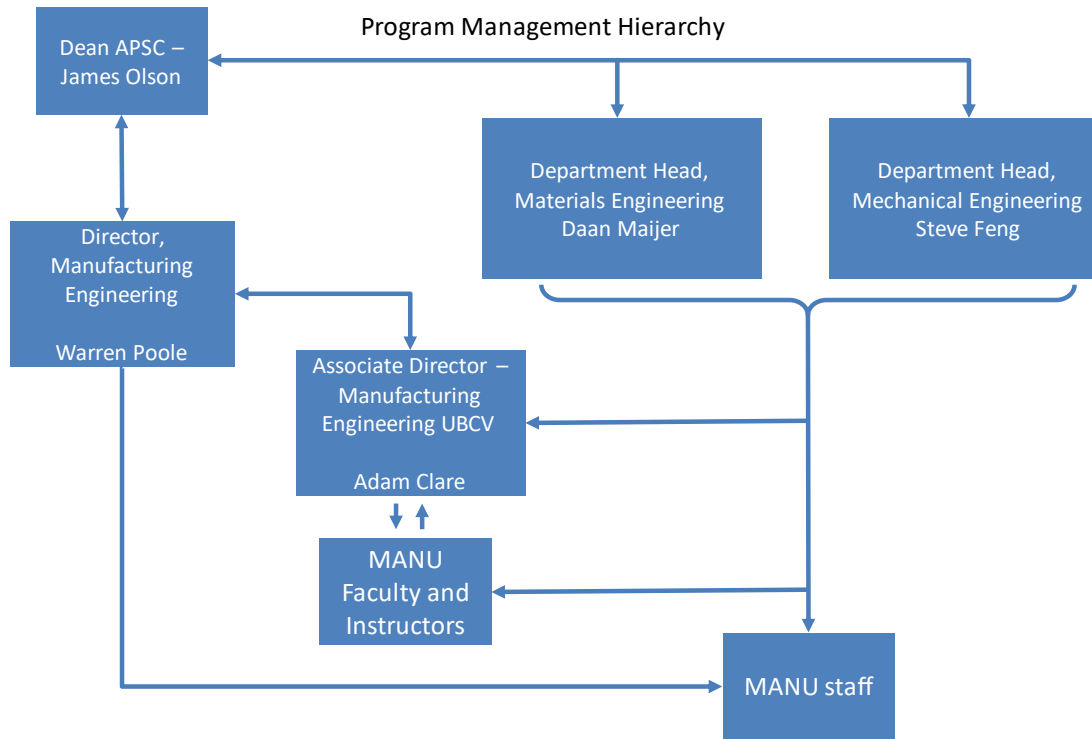 Program Management Hierarchy
Dean APSC –
James Olson
Department Head,
Materials Engineering
Daan Maijer
Department Head,
Mechanical Engineering
Steve Feng
Director,
Manufacturing
Engineering
Warren Poole
Associate Director –
Manufacturing
Engineering UBCV
Adam Clare
MANU
Faculty and
Instructors
MANU staff